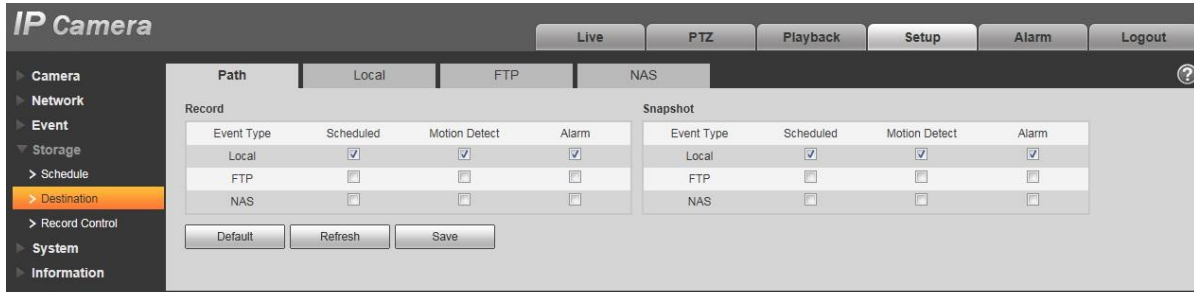 IP Camera
Live PTZ Playback Setup Alarm Logout
Camera
Network
Event
Storage
> Schedule
> Destination
> Record Control
System
Information
Path Local FTP NAS ?
Record Snapshot
Event Type Scheduled Motion Detect Alarm Event Type Scheduled Motion Detect Alarm
Local Local
FTP FTP
NAS NAS
Default Refresh Save